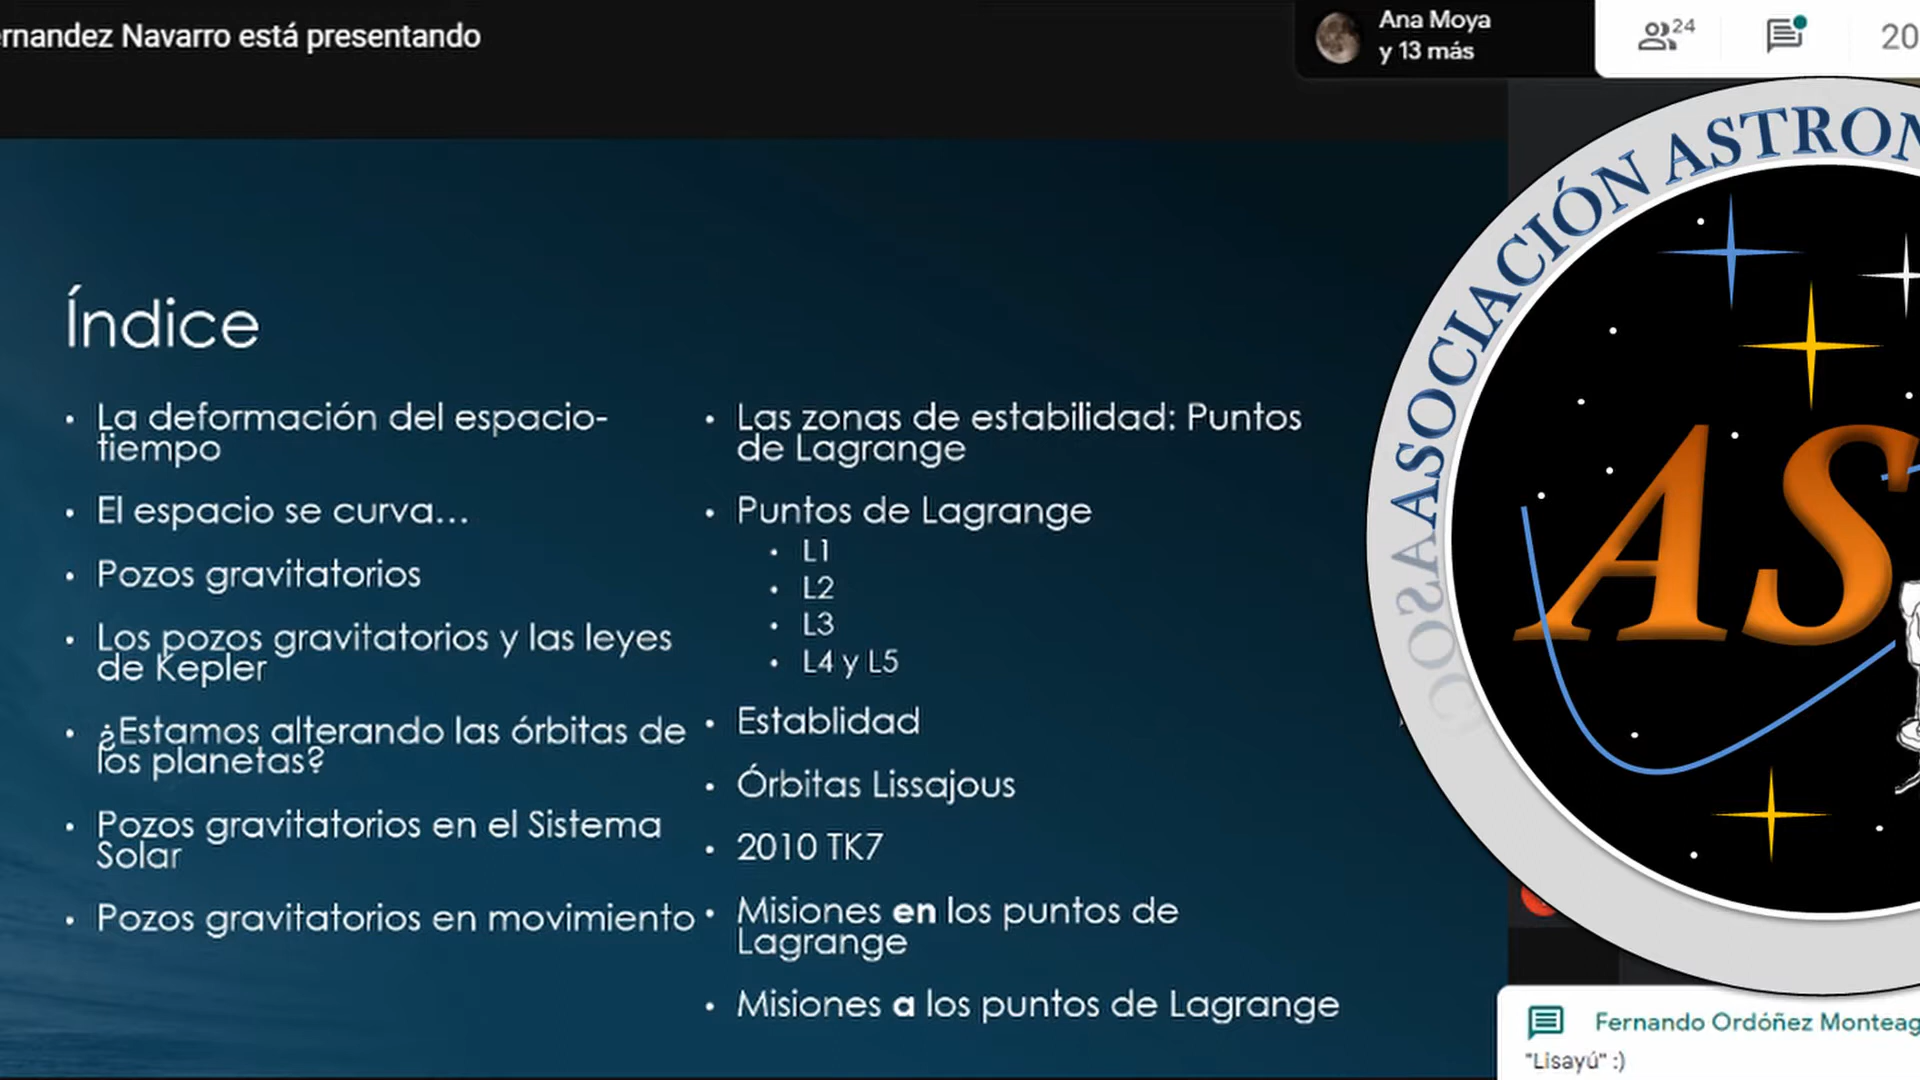 rnandez Navarro está presentando
Ana Moya
y 13 más
24
20
Índice
• La deformación del espacio-
tiempo
• El espacio se curva...
• Pozos gravitatorios
• Los pozos gravitatorios y las leyes
de Kepler
• ¿Estamos alterando las órbitas de
los planetas?
• Pozos gravitatorios en el Sistema
Solar
• Pozos gravitatorios en movimiento
• Las zonas de estabilidad: Puntos
de Lagrange
• Puntos de Lagrange
• L1
• L2
• L3
• L4 y L5
• Establidad
• Órbitas Lissajous
• 2010 TK7
• Misiones en los puntos de
Lagrange
• Misiones a los puntos de Lagrange
ASOCIACIÓN ASTRON
AS
Fernando Ordóñez Monteag
"Lisayú" :)